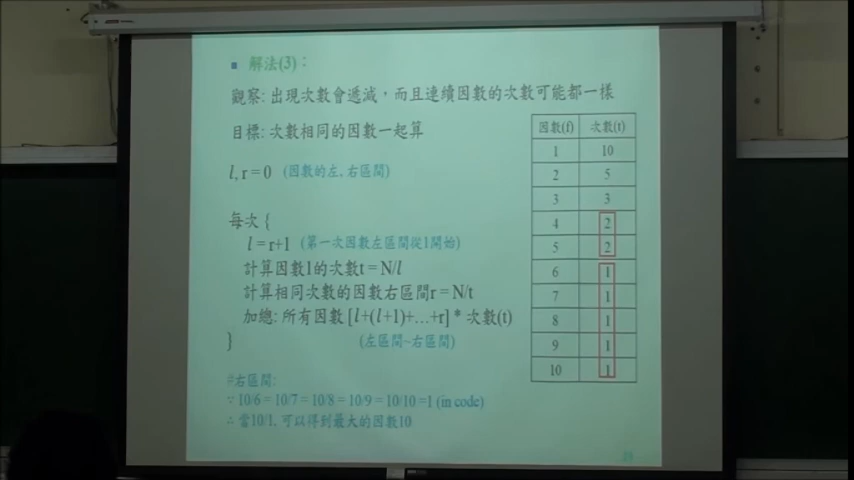 解法(3)：
觀察: 出現次數會遞減，而且連續因數的次數可能都一樣
目標: 次數相同的因數一起算
l, r = 0 (因數的左, 右區間)
每次 {
l = r+1 (第一次因數左區間從1開始)
計算因數l的次數t = N/l
計算相同次數的因數右區間r = N/t
加總: 所有因數 [l+(l+1)+…+r] * 次數(t)
} (左區間~右區間)
#右區間:
∵ 10/6 = 10/7 = 10/8 = 10/9 = 10/10 =1 (in code)
∴ 當10/1, 可以得到最大的因數10
因數(f) 次數(t)
1 10
2 5
3 3
4 2
5 2
6 1
7 1
8 1
9 1
10 1